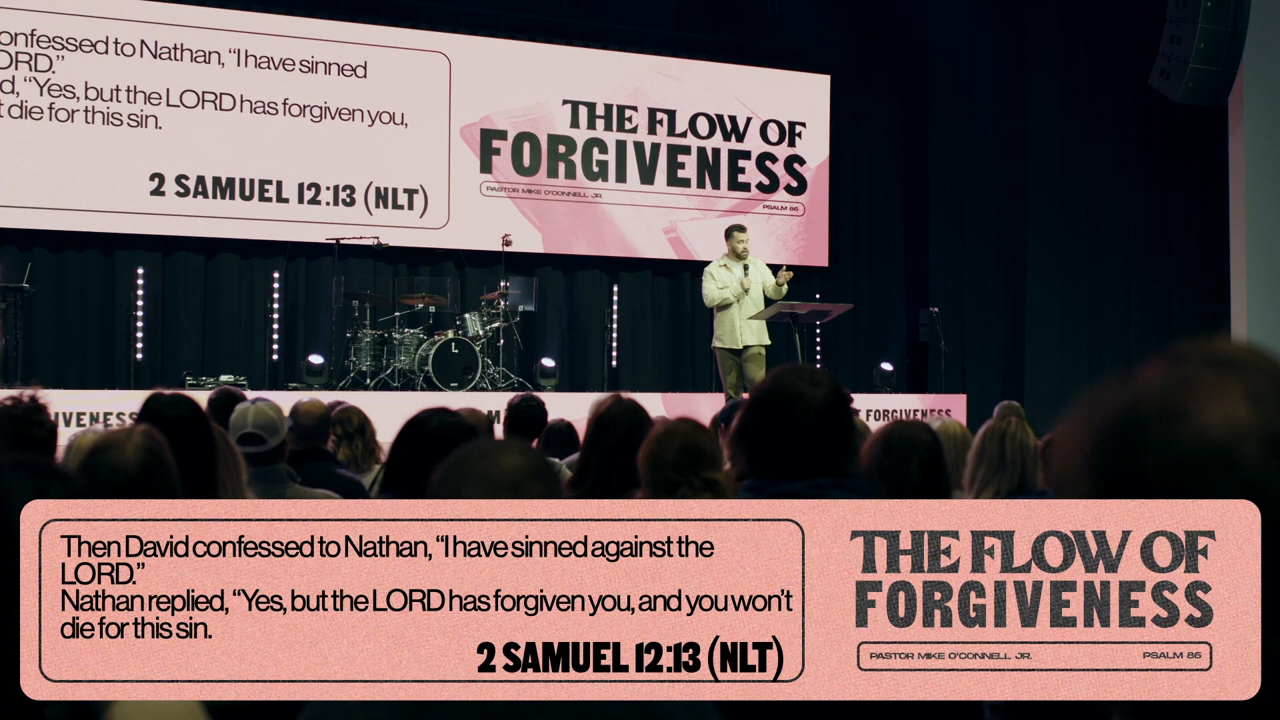 onfessed to Nathan, “I have sinned
ORD.”
d, “Yes, but the LORD has forgiven you,
t die for this sin.
2 SAMUEL 12:13 (NLT)
THE FLOW OF
FORGIVENESS
PASTOR MIKE O'CONNELL JR.
PSALM 86
L
IVENESS
M
FORGIVENESS
Then David confessed to Nathan, “I have sinned against the
LORD.”
Nathan replied, “Yes, but the LORD has forgiven you, and you won’t
die for this sin.
2 SAMUEL 12:13 (NLT)
THE FLOW OF
FORGIVENESS
PASTOR MIKE O'CONNELL JR.
PSALM 86